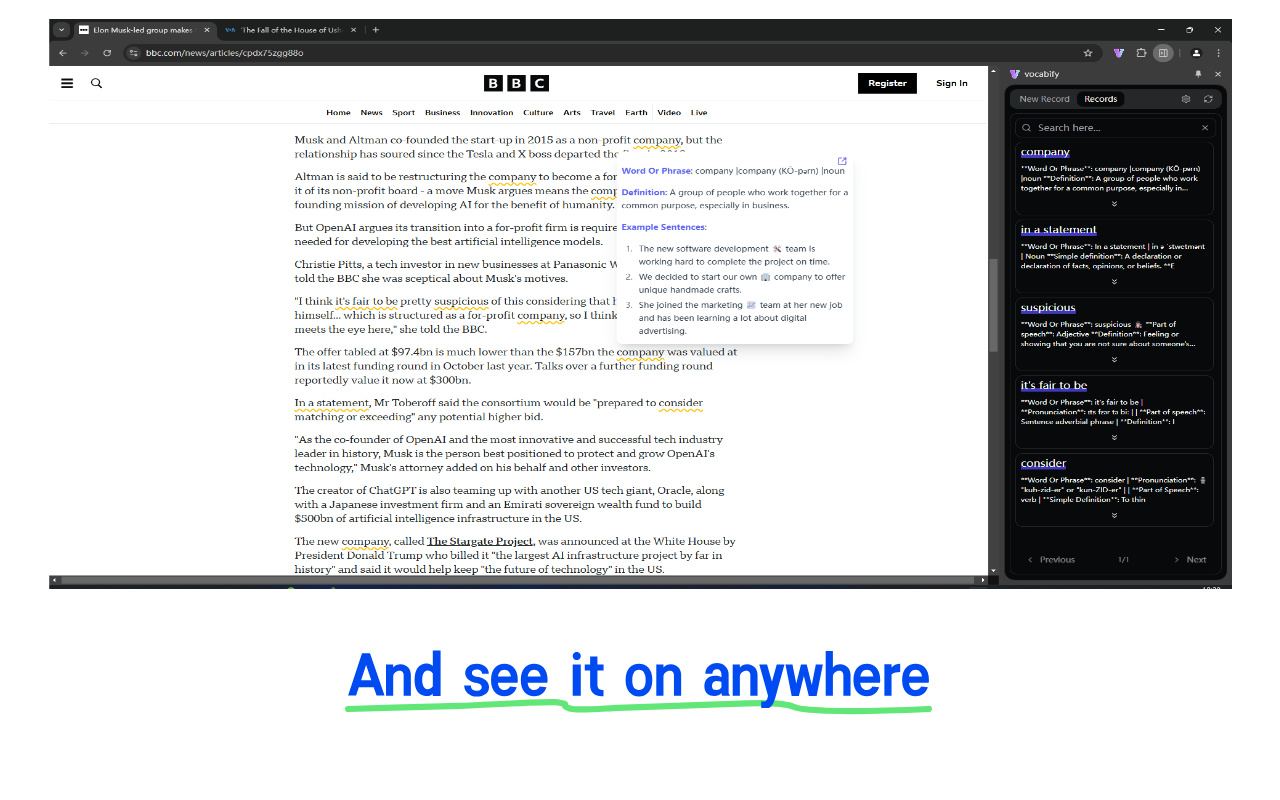 Elon Musk-led group makes
'The Fall of the House of Ush
bbc.com/news/articles/cpdx75zgg88o
BBC
Register
Sign In
Home News Sport Business Innovation Culture Arts Travel Earth Video Live
Musk and Altman co-founded the start-up in 2015 as a non-profit company, but the
relationship has soured since the Tesla and X boss departed the
Altman is said to be restructuring the company to become a for
it of its non-profit board - a move Musk argues means the comp
founding mission of developing AI for the benefit of humanity.
But OpenAI argues its transition into a for-profit firm is require
needed for developing the best artificial intelligence models.
Christie Pitts, a tech investor in new businesses at Panasonic W
told the BBC she was sceptical about Musk's motives.
"I think it's fair to be pretty suspicious of this considering that h
himself... which is structured as a for-profit company, so I think
meets the eye here," she told the BBC.
The offer tabled at $97.4bn is much lower than the $157bn the company was valued at
in its latest funding round in October last year. Talks over a further funding round
reportedly value it now at $300bn.
In a statement, Mr Toberoff said the consortium would be "prepared to consider
matching or exceeding" any potential higher bid.
"As the co-founder of OpenAI and the most innovative and successful tech industry
leader in history, Musk is the person best positioned to protect and grow OpenAI's
technology," Musk's attorney added on his behalf and other investors.
The creator of ChatGPT is also teaming up with another US tech giant, Oracle, along
with a Japanese investment firm and an Emirati sovereign wealth fund to build
$500bn of artificial intelligence infrastructure in the US.
The new company, called The Stargate Project, was announced at the White House by
President Donald Trump who billed it "the largest AI infrastructure project by far in
history" and said it would help keep "the future of technology" in the US.
Word Or Phrase: company |company (KÖ-pərn) |noun
Definition: A group of people who work together for a
common purpose, especially in business.
Example Sentences:
1. The new software development 🛠️ team is
working hard to complete the project on time.
2. We decided to start our own 🏢 company to offer
unique handmade crafts.
3. She joined the marketing 📈 team at her new job
and has been learning a lot about digital
advertising.
vocabify
New Record Records
Search here...
company
**Word Or Phrase**: company |company (KÖ-pərn)
|noun **Definition**: A group of people who work
together for a common purpose, especially in...
in a statement
**Word Or Phrase**: In a statement | in ə ˈstwetmənt
| Noun **Simple definition**: A declaration or
declaration of facts, opinions, or beliefs. **E
suspicious
**Word Or Phrase**: suspicious 🕵️ **Part of
speech**: Adjective **Definition**: Feeling or
showing that you are not sure about someone's...
it's fair to be
**Word Or Phrase**: it's fair to be |
**Pronunciation**: ɪts fɛər tə biː | | **Part of speech**:
Sentence adverbial phrase | **Definition**: I
consider
**Word Or Phrase**: consider | **Pronunciation**: 🗣
"kuh-zid-er" or "kun-ZID-er" | | **Part of Speech**:
verb | **Simple Definition**: To thin
Previous 1/1 Next
And see it on anywhere